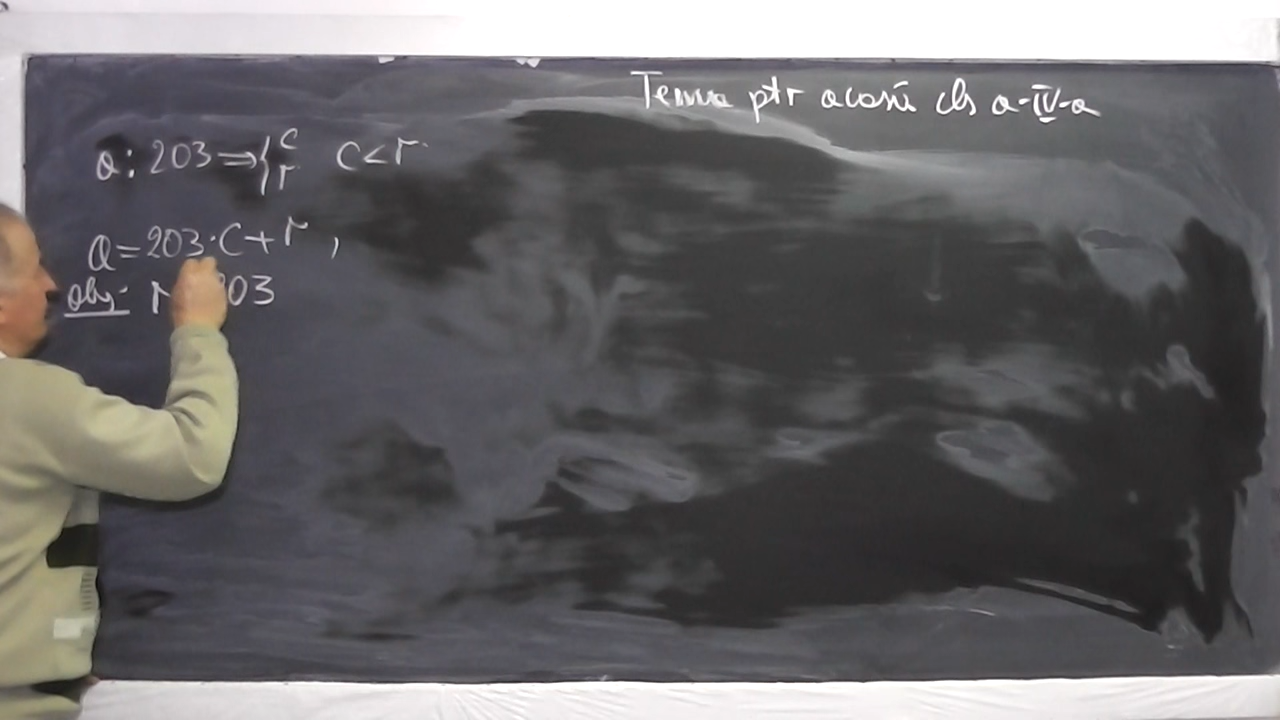 Tema ptr acasă cls a-IV-a
a : 203 ⇒ { c r c < r
a = 203 · c + r ,
obs: r 203